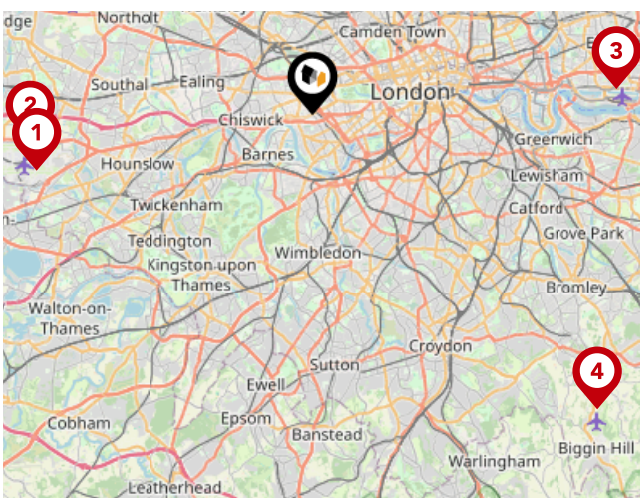 Northolt
Camden Town
3
Southal
Ealing
2
London
1
Chiswick
Hounslow
Barnes
Greenwich
Lewisham
Twickenham
Catford
Teddington
Grove Park
Kingston upon
Thames
Wimbledon
Bromley
Walton-on-
Thames
Croydon
Sutton
4
Ewell
Epsom
Cobham
Banstead
Biggin Hill
Warlingham
Leatherhead